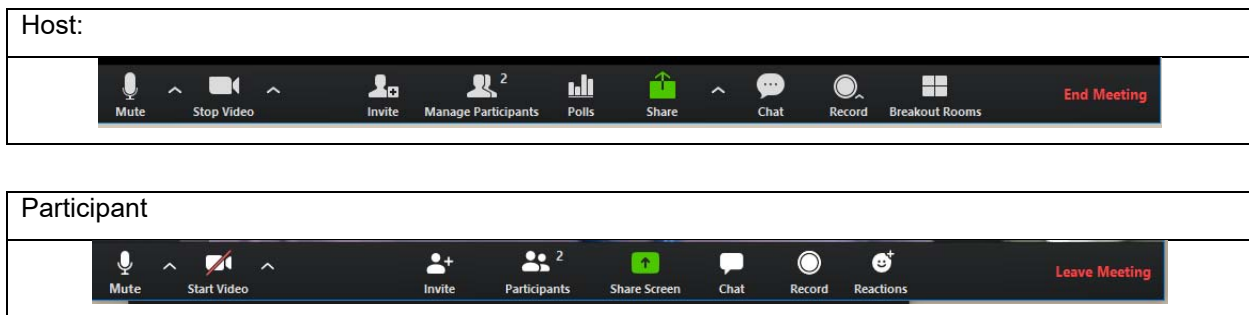 Host:
2
Mute Stop Video Invite Manage Participants Polls Share Chat Record Breakout Rooms End Meeting
Participant
2
Mute Start Video Invite Participants Share Screen Chat Record Reactions Leave Meeting